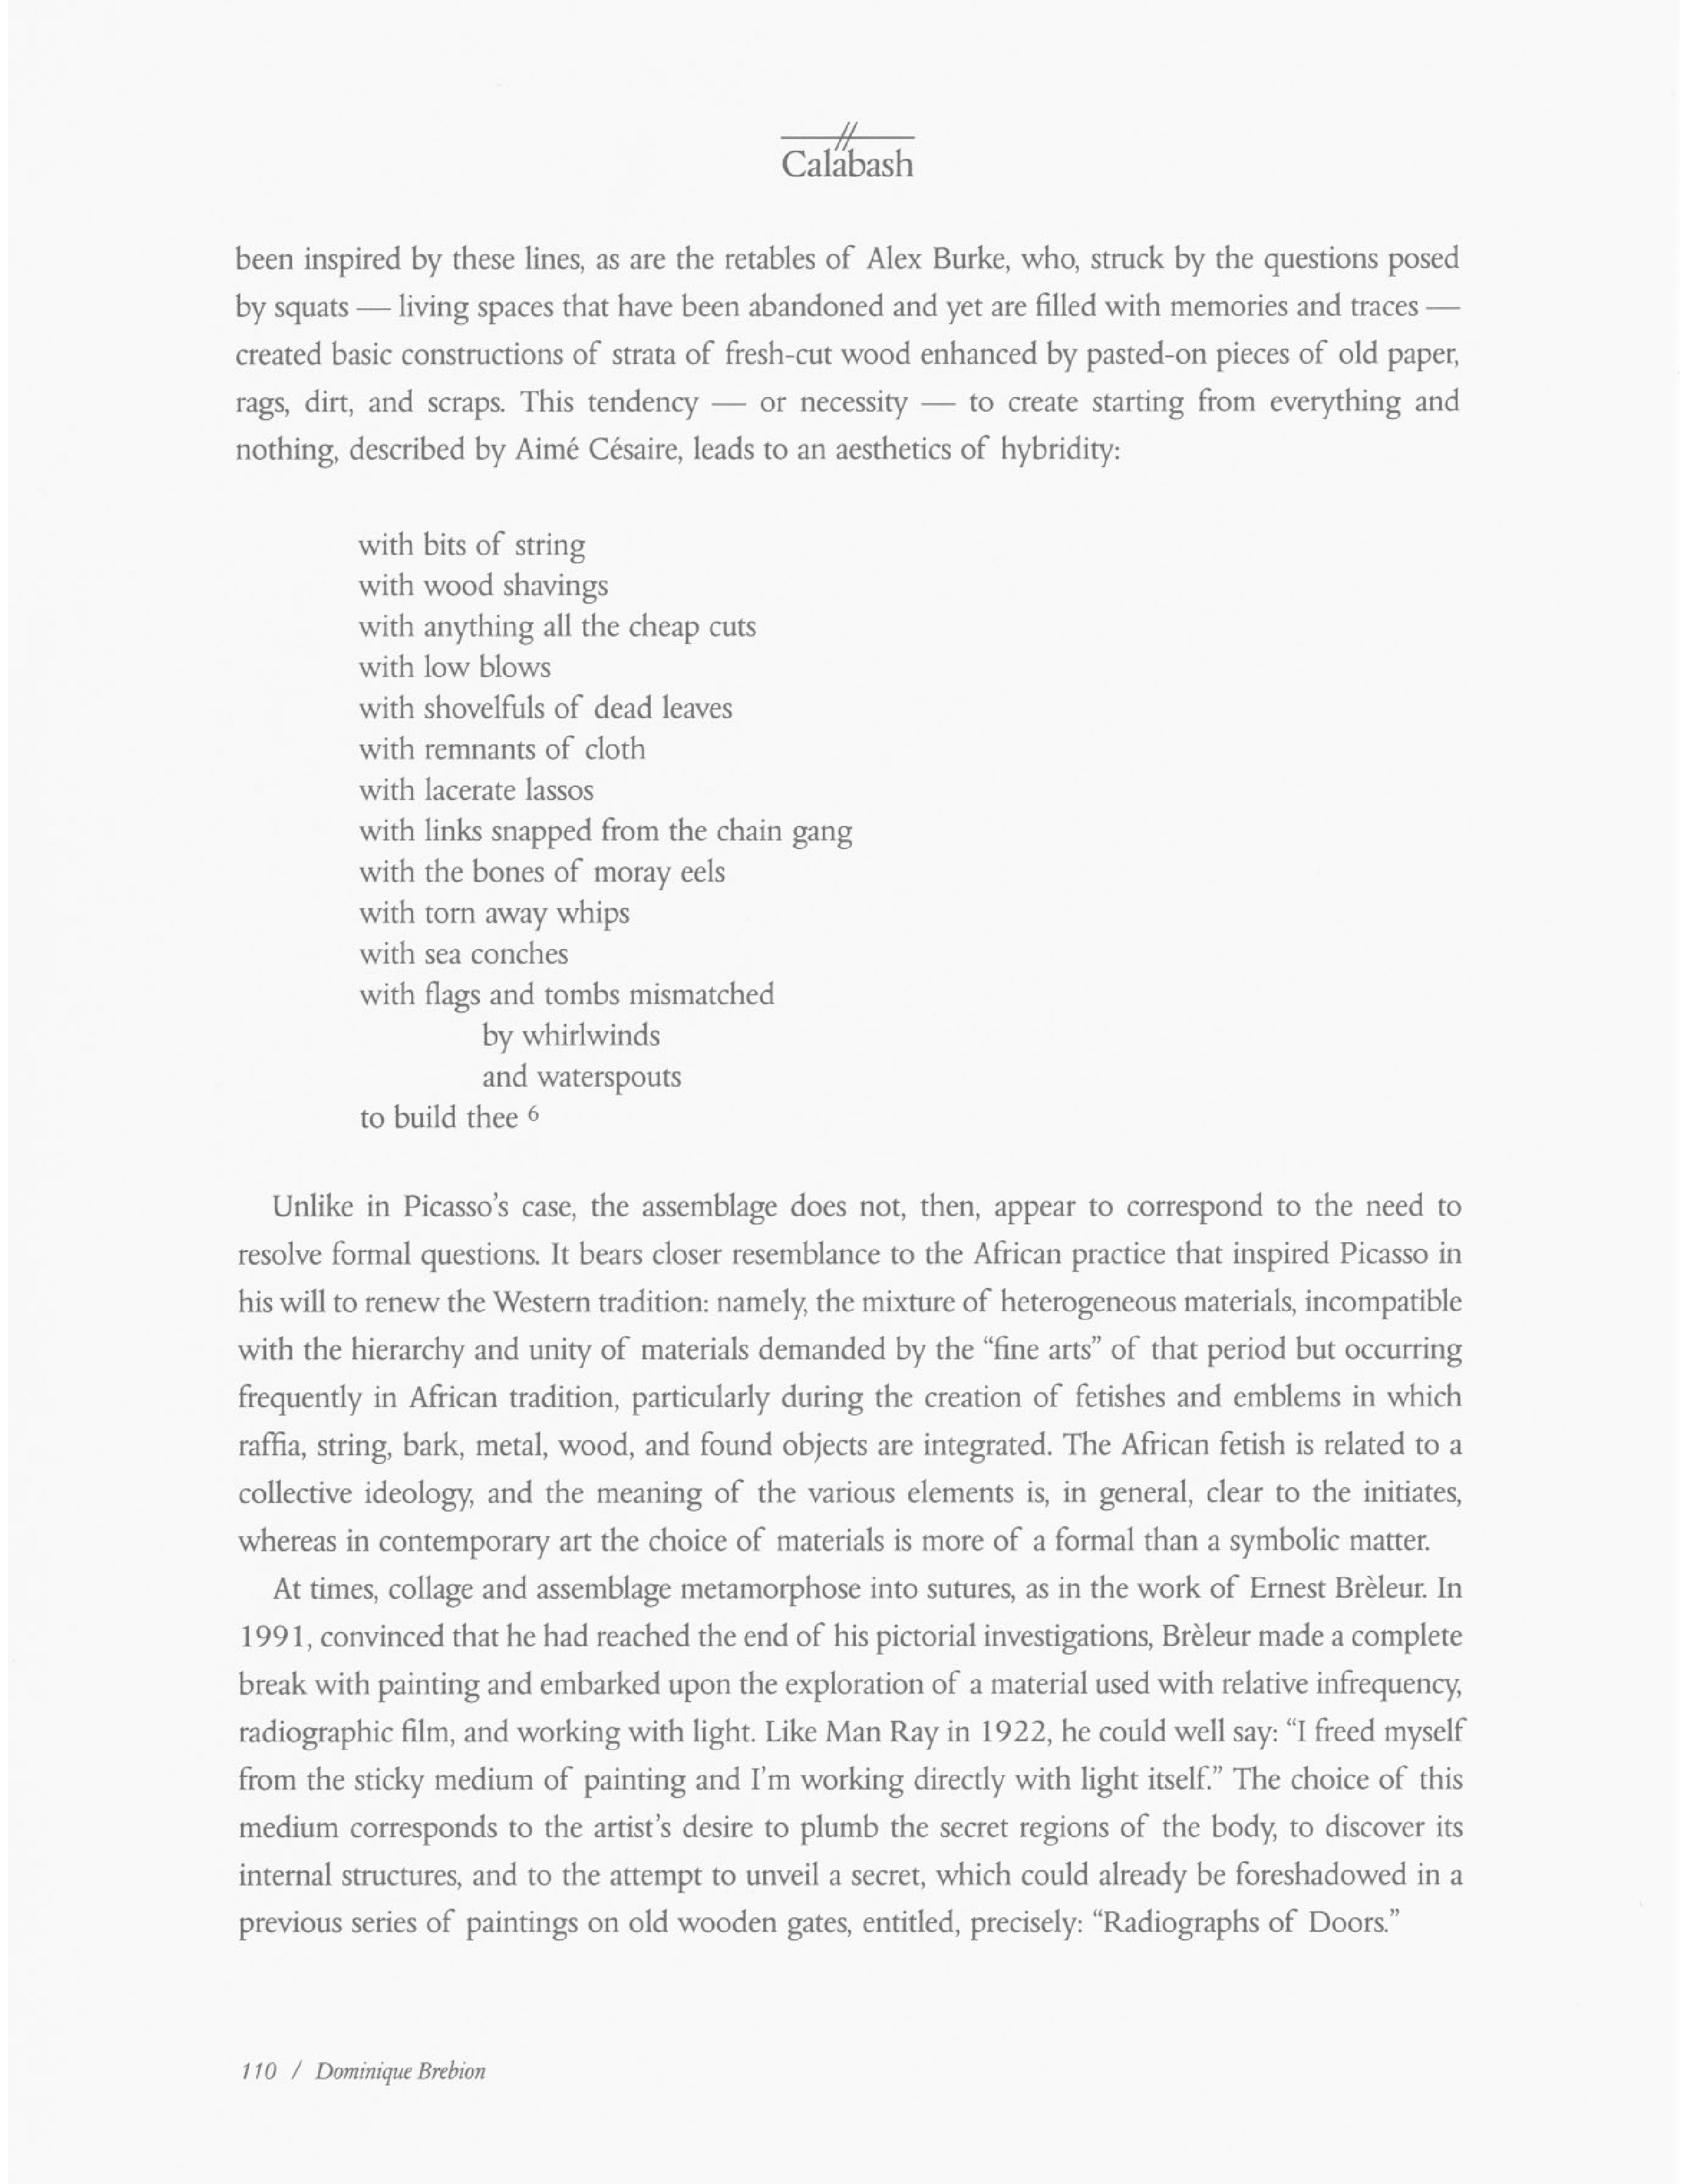 Calabash
been inspired by these lines, as are the retables of Alex Burke, who, struck by the questions posed
by squats — living spaces that have been abandoned and yet are filled with memories and traces —
created basic constructions of strata of fresh-cut wood enhanced by pasted-on pieces of old paper,
rags, dirt, and scraps. This tendency — or necessity — to create starting from everything and
nothing, described by Aimé Césaire, leads to an aesthetics of hybridity:
with bits of string
with wood shavings
with anything all the cheap cuts
with low blows
with shovelfuls of dead leaves
with remnants of cloth
with lacerate lassos
with links snapped from the chain gang
with the bones of moray eels
with torn away whips
with sea conches
with flags and tombs mismatched
by whirlwinds
and waterspouts
to build thee 6
Unlike in Picasso's case, the assemblage does not, then, appear to correspond to the need to
resolve formal questions. It bears closer resemblance to the African practice that inspired Picasso in
his will to renew the Western tradition: namely, the mixture of heterogeneous materials, incompatible
with the hierarchy and unity of materials demanded by the “fine arts” of that period but occurring
frequently in African tradition, particularly during the creation of fetishes and emblems in which
raffia, string, bark, metal, wood, and found objects are integrated. The African fetish is related to a
collective ideology, and the meaning of the various elements is, in general, clear to the initiates,
whereas in contemporary art the choice of materials is more of a formal than a symbolic matter.
At times, collage and assemblage metamorphose into sutures, as in the work of Ernest Brèleur. In
1991, convinced that he had reached the end of his pictorial investigations, Brèleur made a complete
break with painting and embarked upon the exploration of a material used with relative infrequency,
radiographic film, and working with light. Like Man Ray in 1922, he could well say: “I freed myself
from the sticky medium of painting and I'm working directly with light itself.” The choice of this
medium corresponds to the artist's desire to plumb the secret regions of the body, to discover its
internal structures, and to the attempt to unveil a secret, which could already be foreshadowed in a
previous series of paintings on old wooden gates, entitled, precisely: “Radiographs of Doors.”
110 / Dominique Brebion